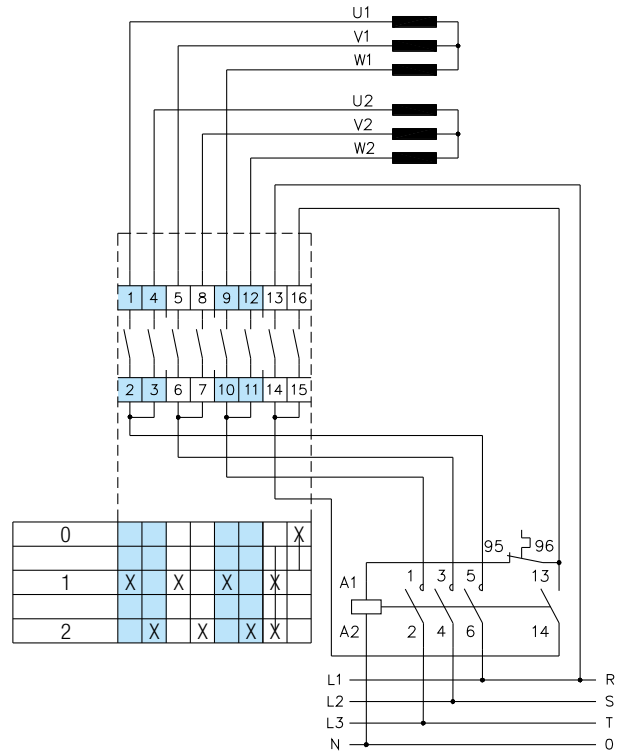 U1
V1
W1
U2
V2
W2
1 4 5 8 9 12 13 16
2 3 6 7 10 11 14 15
0 X
1 X X X X
2 X X X X
95 96
A1 1 3 5 13
A2 2 4 6 14
L1 R
L2 S
L3 T
N 0